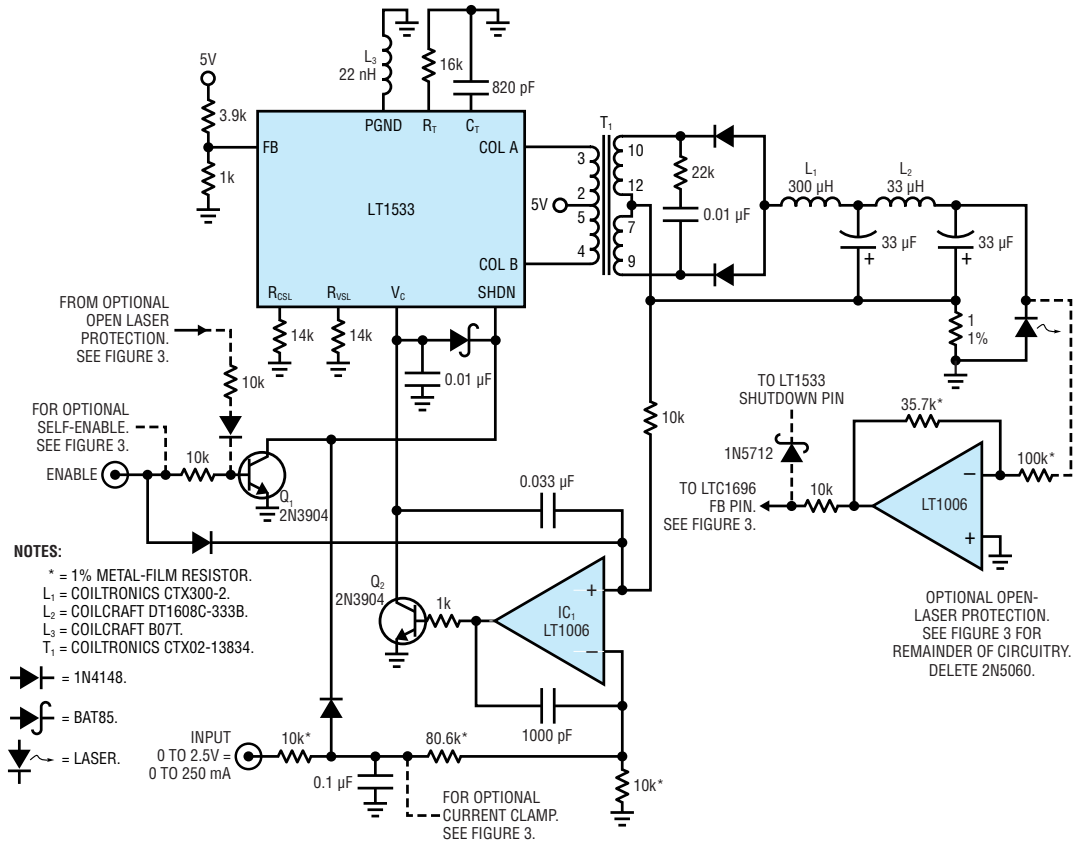 L3
22 nH
16k
820 pF
5V
3.9k
1k
PGND
RT
CT
FB
COL A
LT1533
COL B
RCSL
RVSL
VC
SHDN
T1
3
2
5
4
10
12
7
9
5V
22k
0.01 µF
L1
300 µH
L2
33 µH
33 µF
+
33 µF
+
1
1%
14k
14k
0.01 µF
FROM OPTIONAL
OPEN LASER
PROTECTION.
SEE FIGURE 3.
10k
FOR OPTIONAL
SELF-ENABLE.
SEE FIGURE 3.
ENABLE
10k
Q1
2N3904
10k
TO LT1533
SHUTDOWN PIN
1N5712
35.7k*
100k*
TO LTC1696
FB PIN.
SEE FIGURE 3.
10k
LT1006
−
+
0.033 µF
NOTES:
* = 1% METAL-FILM RESISTOR.
L1 = COILTRONICS CTX300-2.
L2 = COILCRAFT DT1608C-333B.
L3 = COILCRAFT B07T.
T1 = COILTRONICS CTX02-13834.
= 1N4148.
= BAT85.
= LASER.
Q2
2N3904
1k
+
IC1
LT1006
−
1000 pF
OPTIONAL OPEN-
LASER PROTECTION.
SEE FIGURE 3 FOR
REMAINDER OF CIRCUITRY.
DELETE 2N5060.
INPUT
0 TO 2.5V =
0 TO 250 mA
10k*
80.6k*
0.1 µF
10k*
FOR OPTIONAL
CURRENT CLAMP.
SEE FIGURE 3.